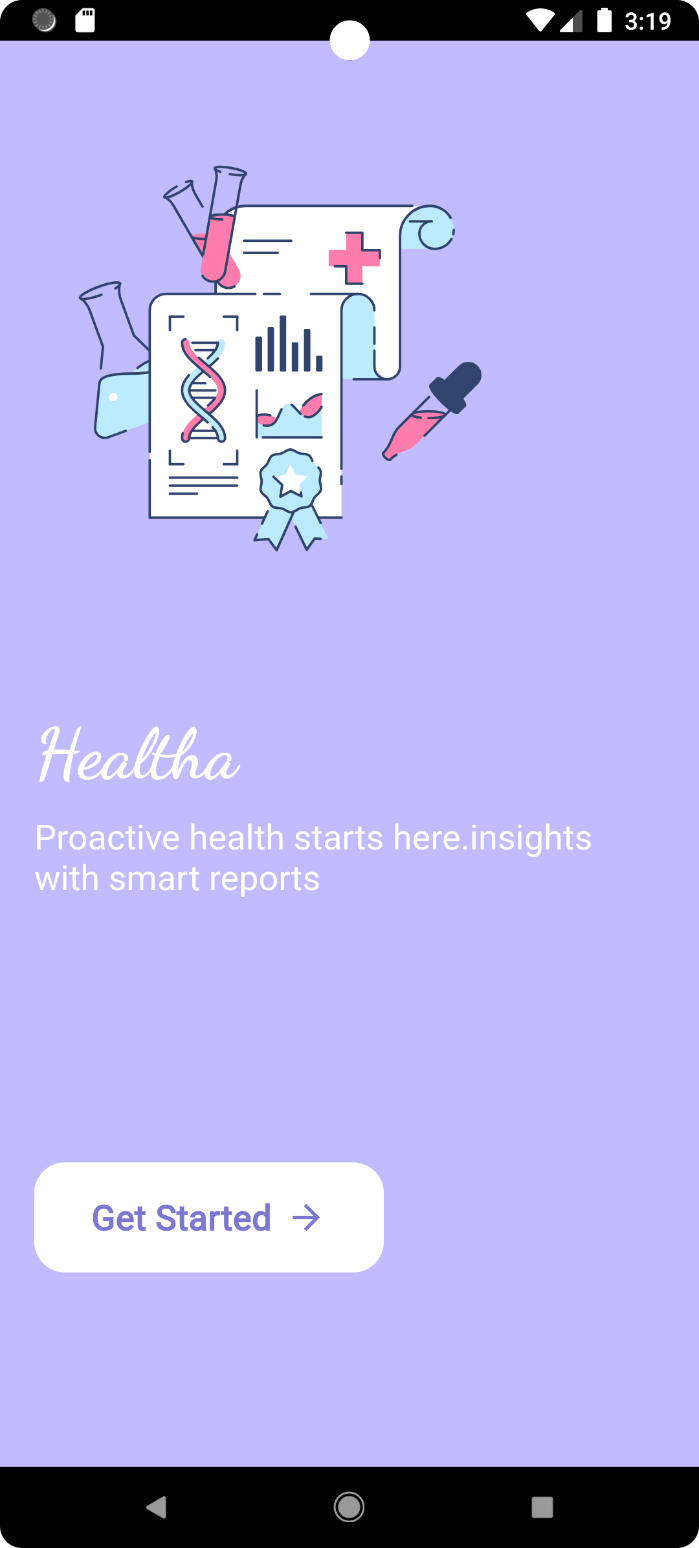 3:19
Healtha
Proactive health starts here.insights
with smart reports
Get Started